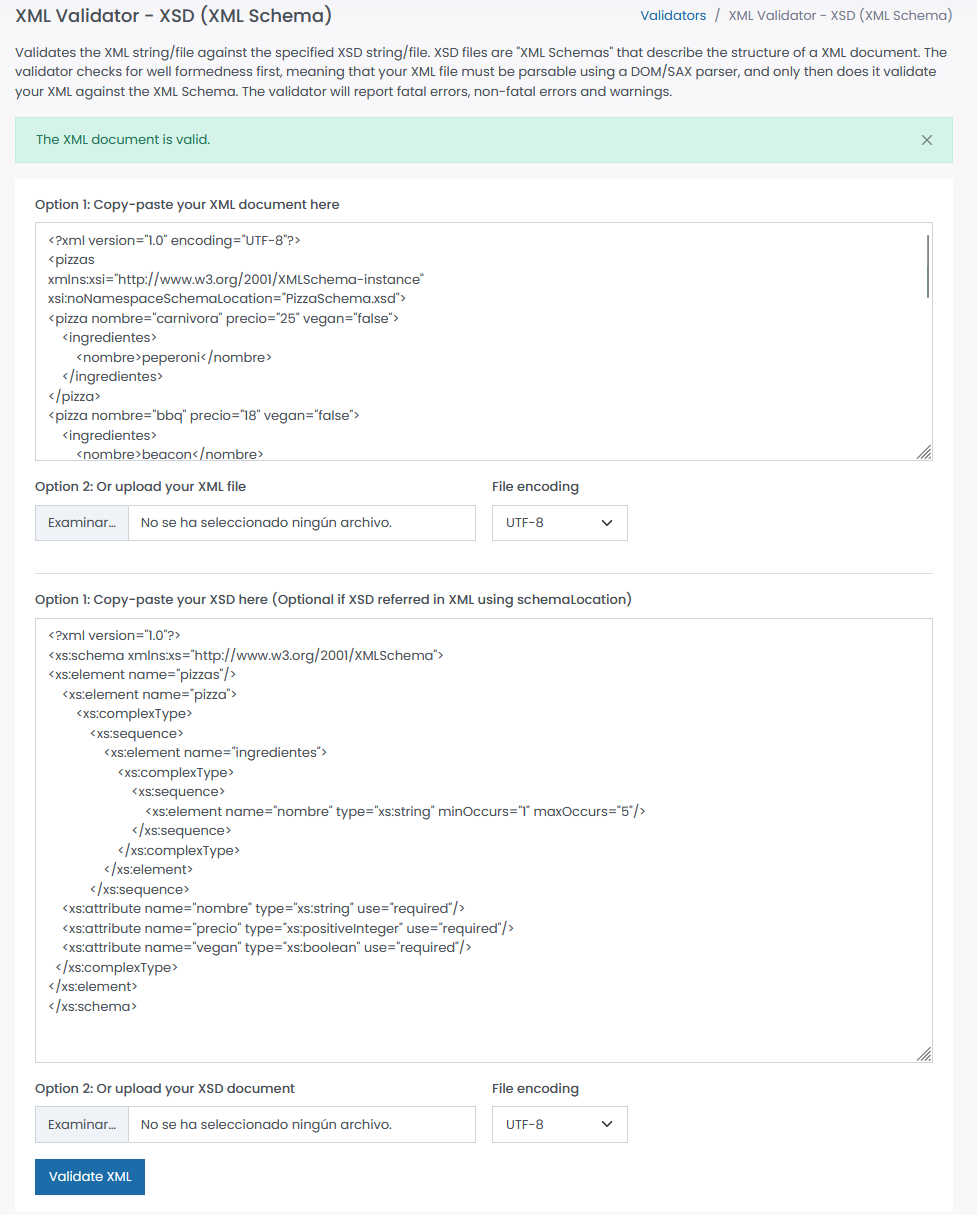 XML Validator - XSD (XML Schema)
Validators / XML Validator - XSD (XML Schema)
Validates the XML string/file against the specified XSD string/file. XSD files are "XML Schemas" that describe the structure of a XML document. The
validator checks for well formedness first, meaning that your XML file must be parsable using a DOM/SAX parser, and only then does it validate
your XML against the XML Schema. The validator will report fatal errors, non-fatal errors and warnings.
The XML document is valid.
Option 1: Copy-paste your XML document here
<?xml version="1.0" encoding="UTF-8"?>
<pizzas
xmlns:xsi="http://www.w3.org/2001/XMLSchema-instance"
xsi:noNamespaceSchemaLocation="PizzaSchema.xsd">
<pizza nombre="carnivora" precio="25" vegan="false">
<ingredientes>
<nombre>peperoni</nombre>
</ingredientes>
</pizza>
<pizza nombre="bbq" precio="18" vegan="false">
<ingredientes>
<nombre>beacon</nombre>
Option 2: Or upload your XML file
File encoding
Examinar... No se ha seleccionado ningún archivo.
UTF-8
Option 1: Copy-paste your XSD here (Optional if XSD referred in XML using schemaLocation)
<?xml version="1.0"?>
<xs:schema xmlns:xs="http://www.w3.org/2001/XMLSchema">
<xs:element name="pizzas"/>
<xs:element name="pizza">
<xs:complexType>
<xs:sequence>
<xs:element name="ingredientes">
<xs:complexType>
<xs:sequence>
<xs:element name="nombre" type="xs:string" minOccurs="1" maxOccurs="5"/>
</xs:sequence>
</xs:complexType>
</xs:element>
</xs:sequence>
<xs:attribute name="nombre" type="xs:string" use="required"/>
<xs:attribute name="precio" type="xs:positiveInteger" use="required"/>
<xs:attribute name="vegan" type="xs:boolean" use="required"/>
</xs:complexType>
</xs:element>
</xs:schema>
Option 2: Or upload your XSD document
File encoding
Examinar... No se ha seleccionado ningún archivo.
UTF-8
Validate XML